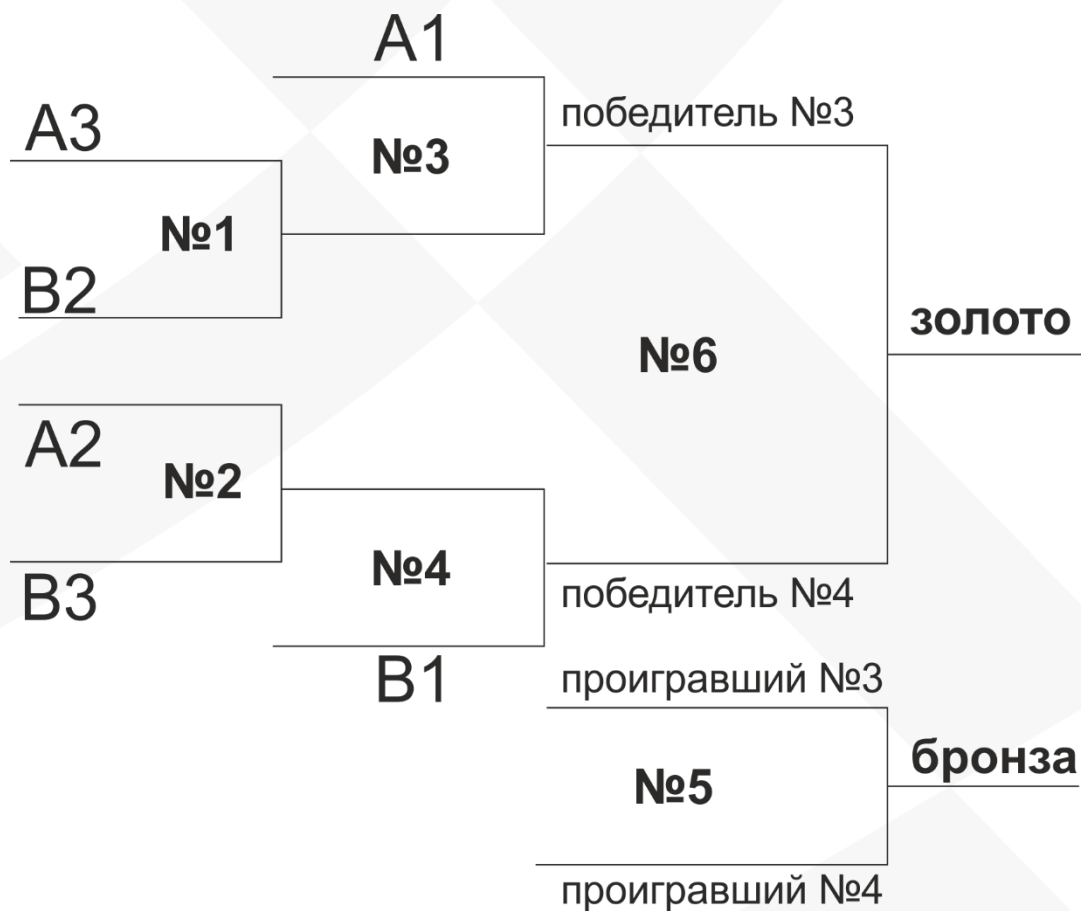 A1
A3
победитель №3
№3
№1
B2
золото
№6
A2
№2
№4
B3
победитель №4
B1
проигравший №3
бронза
№5
проигравший №4